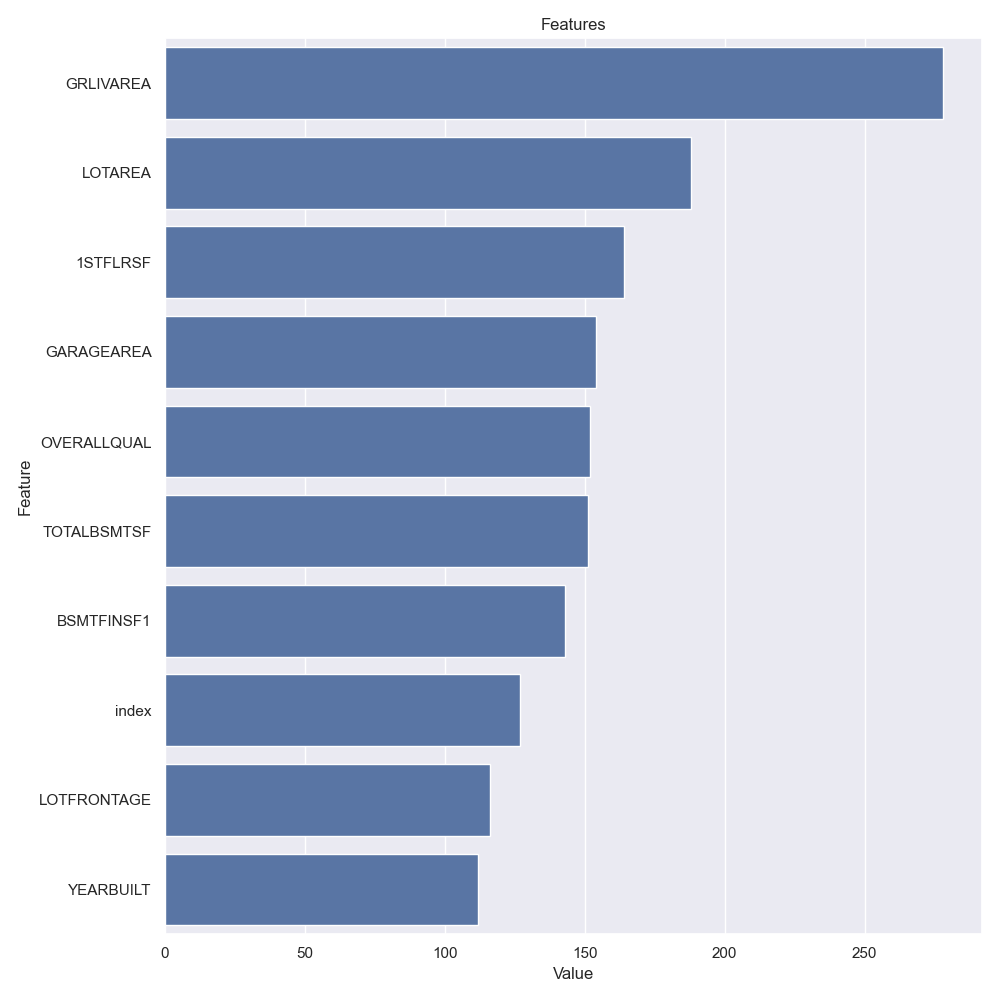 Features
Feature
GRLIVAREA
LOTAREA
1STFLRSF
GARAGEAREA
OVERALLQUAL
TOTALBSMTSF
BSMTFINSF1
index
LOTFRONTAGE
YEARBUILT
0 50 100 150 200 250
Value